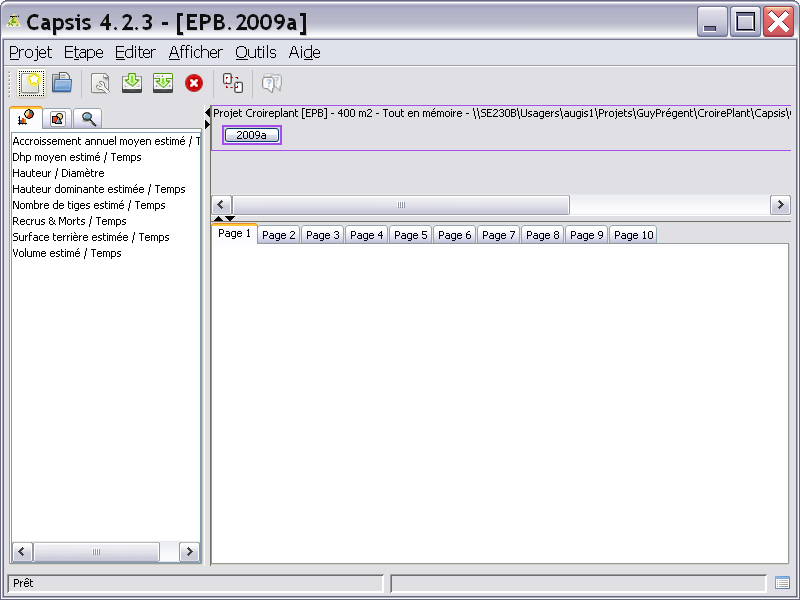 Capsis 4.2.3 - [EPB.2009a]
Projet Etape Editer Afficher Outils Aide
Projet Croireplant [EPB] - 400 m2 - Tout en mémoire - \\SE230B\Usagers\augis1\Projets\GuyPrégent\CroirePlant\Capsis\
2009a
Accroissement annuel moyen estimé / T
Dhp moyen estimé / Temps
Hauteur / Diamètre
Hauteur dominante estimée / Temps
Nombre de tiges estimé / Temps
Recrus & Morts / Temps
Surface terrière estimée / Temps
Volume estimé / Temps
Page 1 Page 2 Page 3 Page 4 Page 5 Page 6 Page 7 Page 8 Page 9 Page 10
Prêt